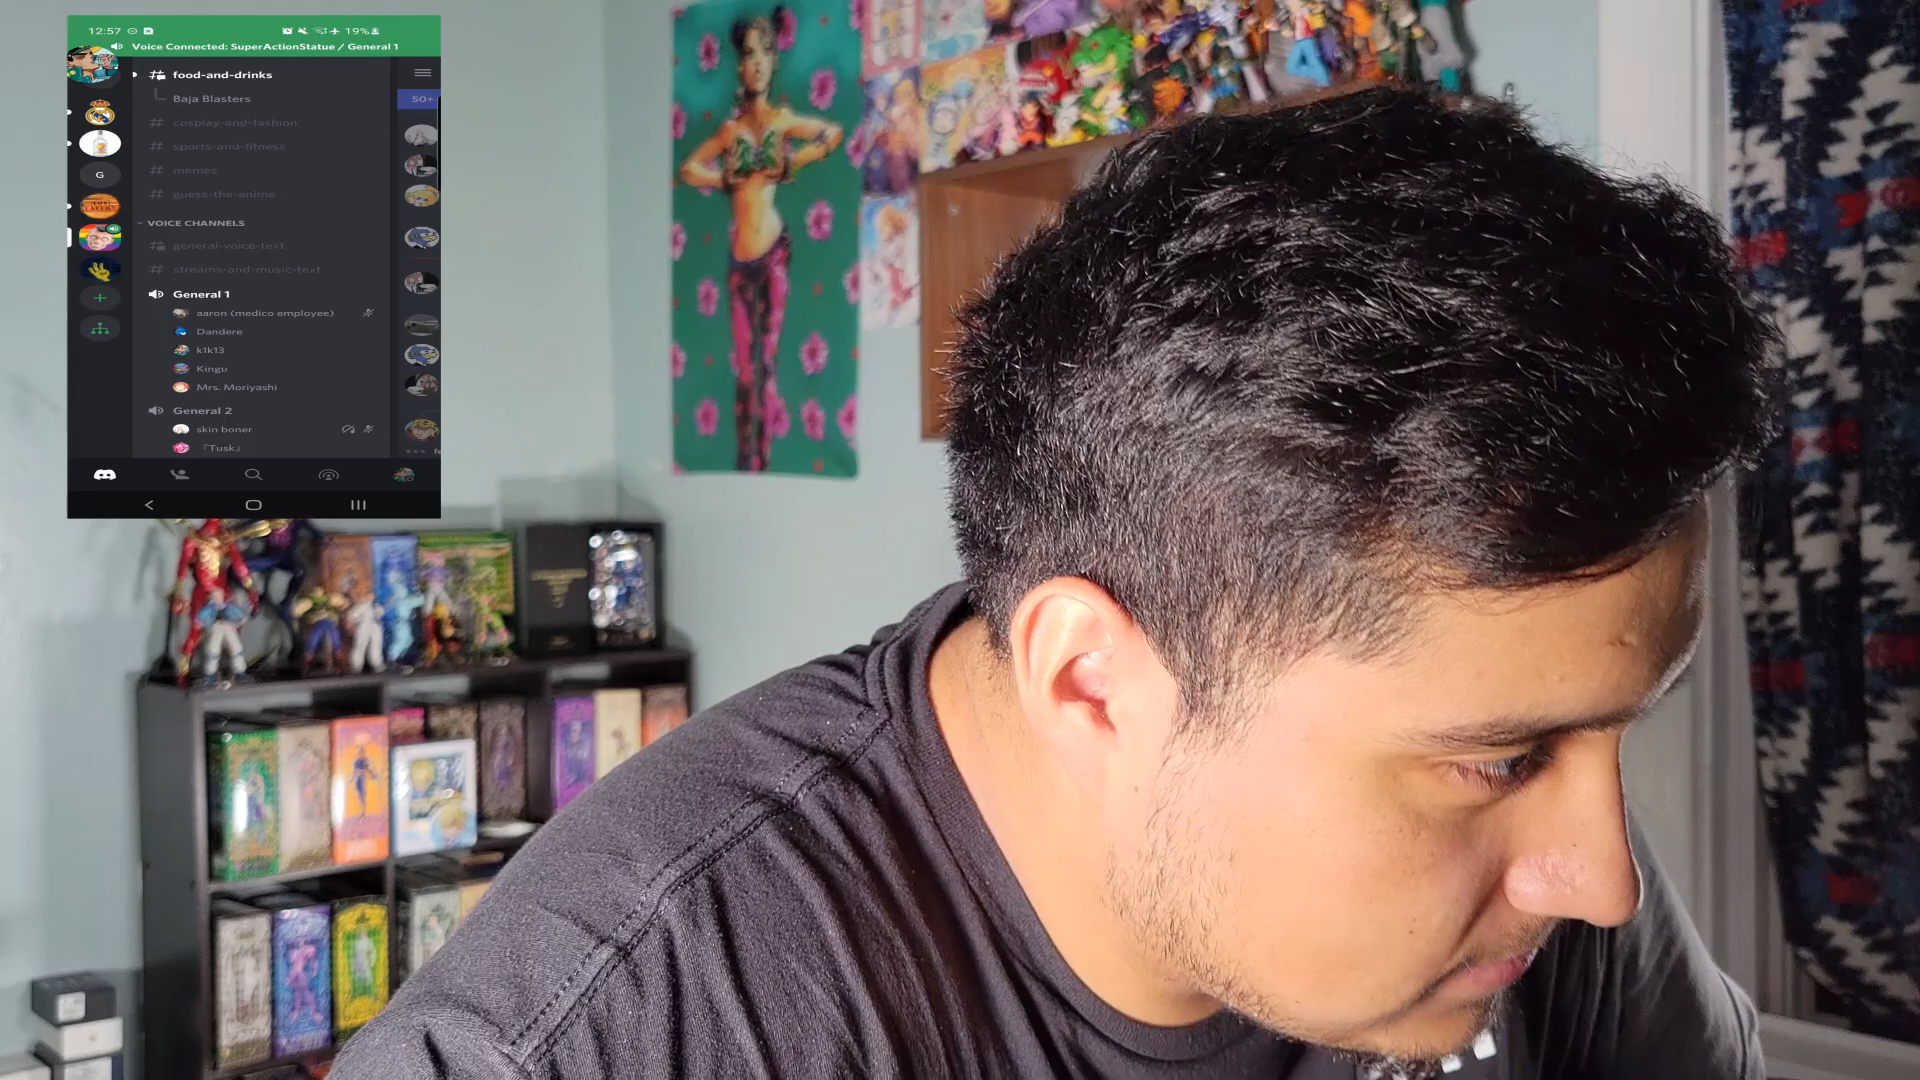 12:57
19%
Voice Connected: SuperActionStatue / General 1
food-and-drinks
Baja Blasters
50+
cosplay-and-fashion
sports-and-fitness
memes
G
guess-the-anime
VOICE CHANNELS
general-voice-text
streams-and-music-text
General 1
aaron (medico employee)
Dandere
k1k13
Kingu
Mrs. Moriyashi
General 2
skin boner
『Tusk』